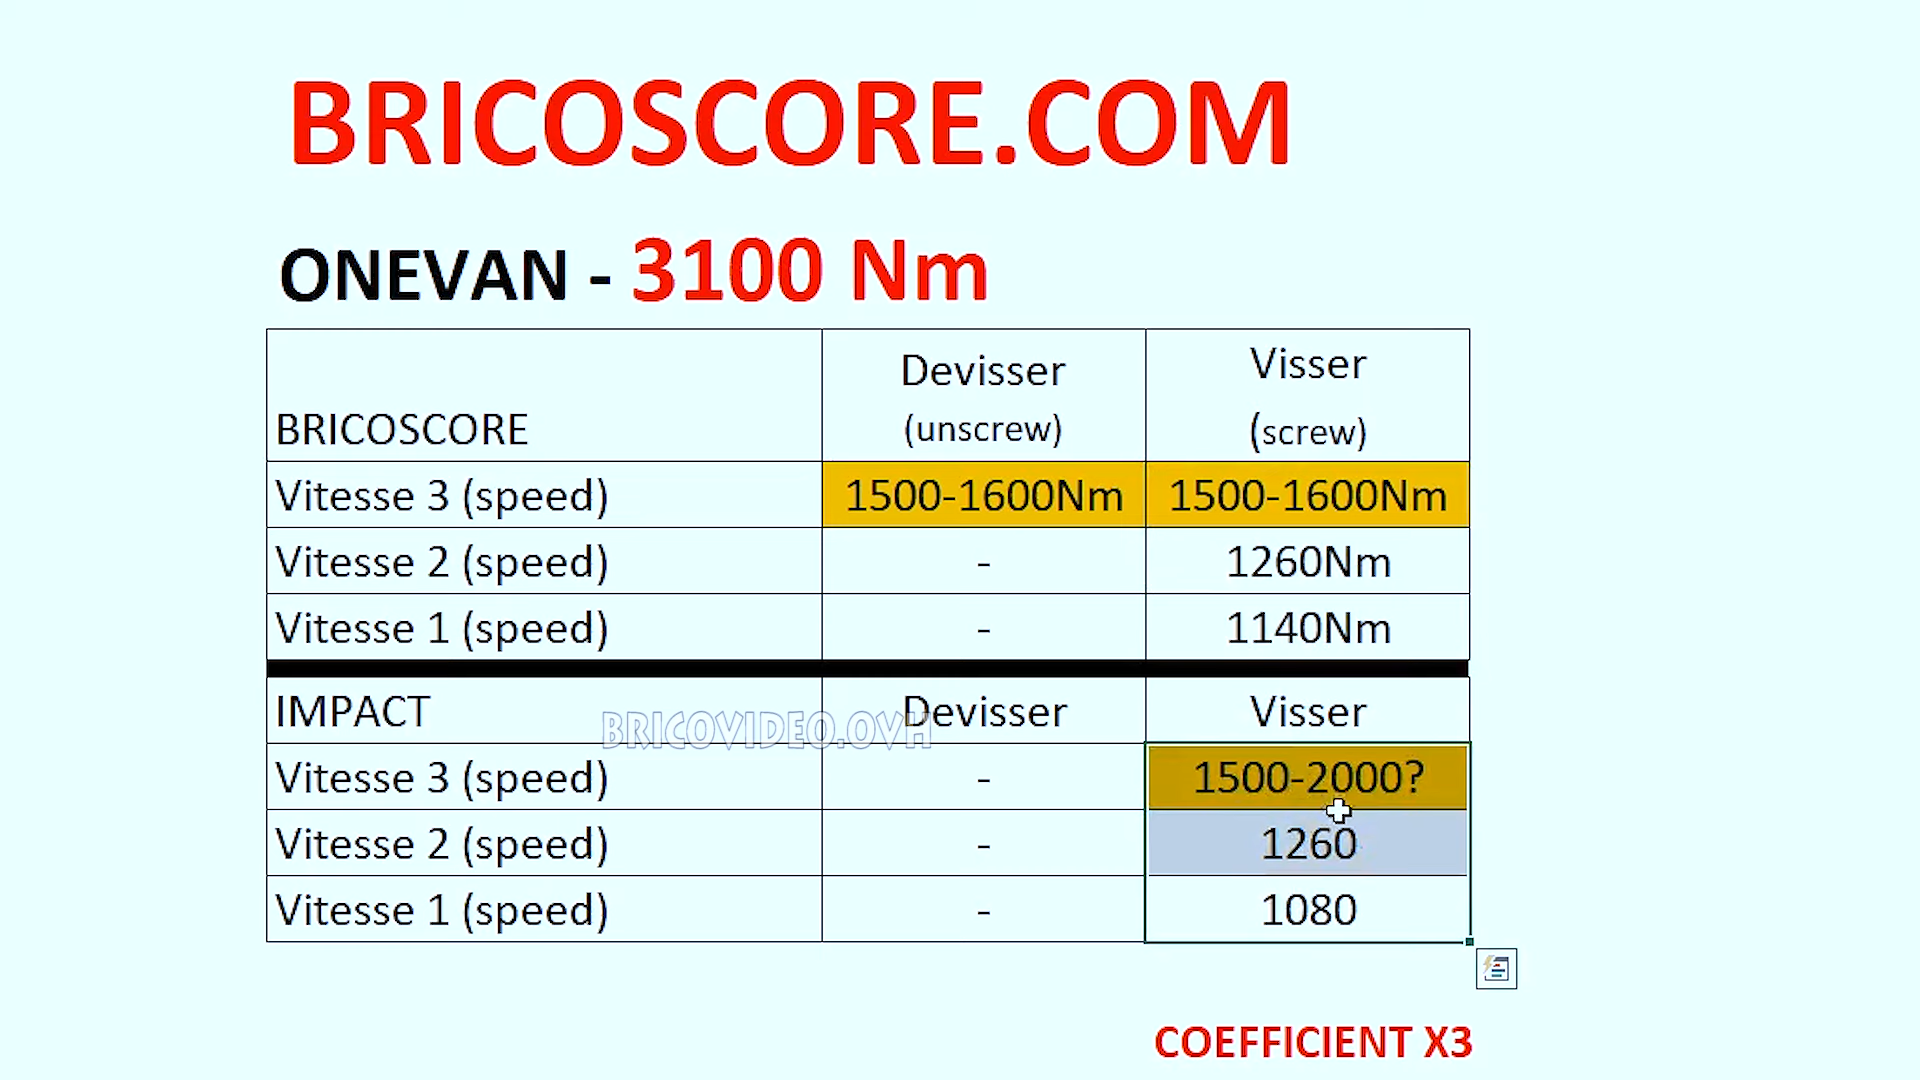 BRICOSCORE.COM
ONEVAN - 3100 Nm
BRICOSCORE Devisser (unscrew) Visser (screw)
Vitesse 3 (speed) 1500-1600Nm 1500-1600Nm
Vitesse 2 (speed) - 1260Nm
Vitesse 1 (speed) - 1140Nm
IMPACT Devisser Visser
BRICOVIDEO.OVH
Vitesse 3 (speed) - 1500-2000?
Vitesse 2 (speed) - 1260
Vitesse 1 (speed) - 1080
COEFFICIENT X3